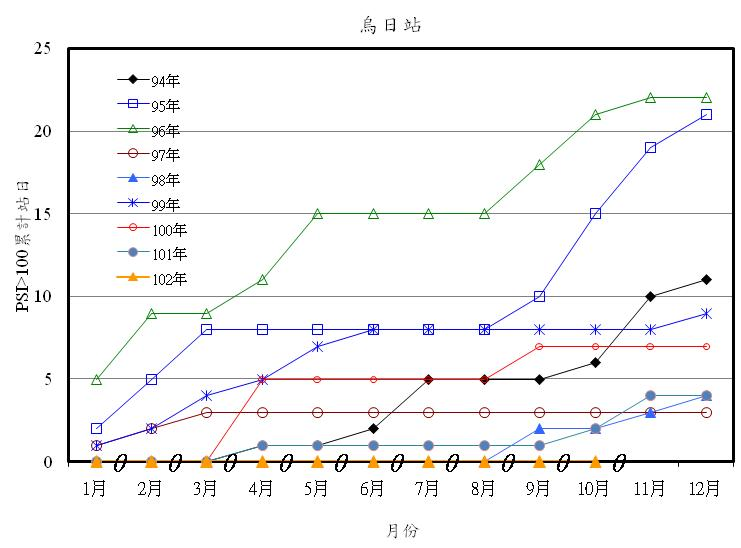 烏日站
PSI>100累計站日
25
20
15
10
5
0
94年
95年
96年
97年
98年
99年
100年
101年
102年
0 0 0 0 0 0 0 0 0 0
1月 2月 3月 4月 5月 6月 7月 8月 9月 10月 11月 12月
月份